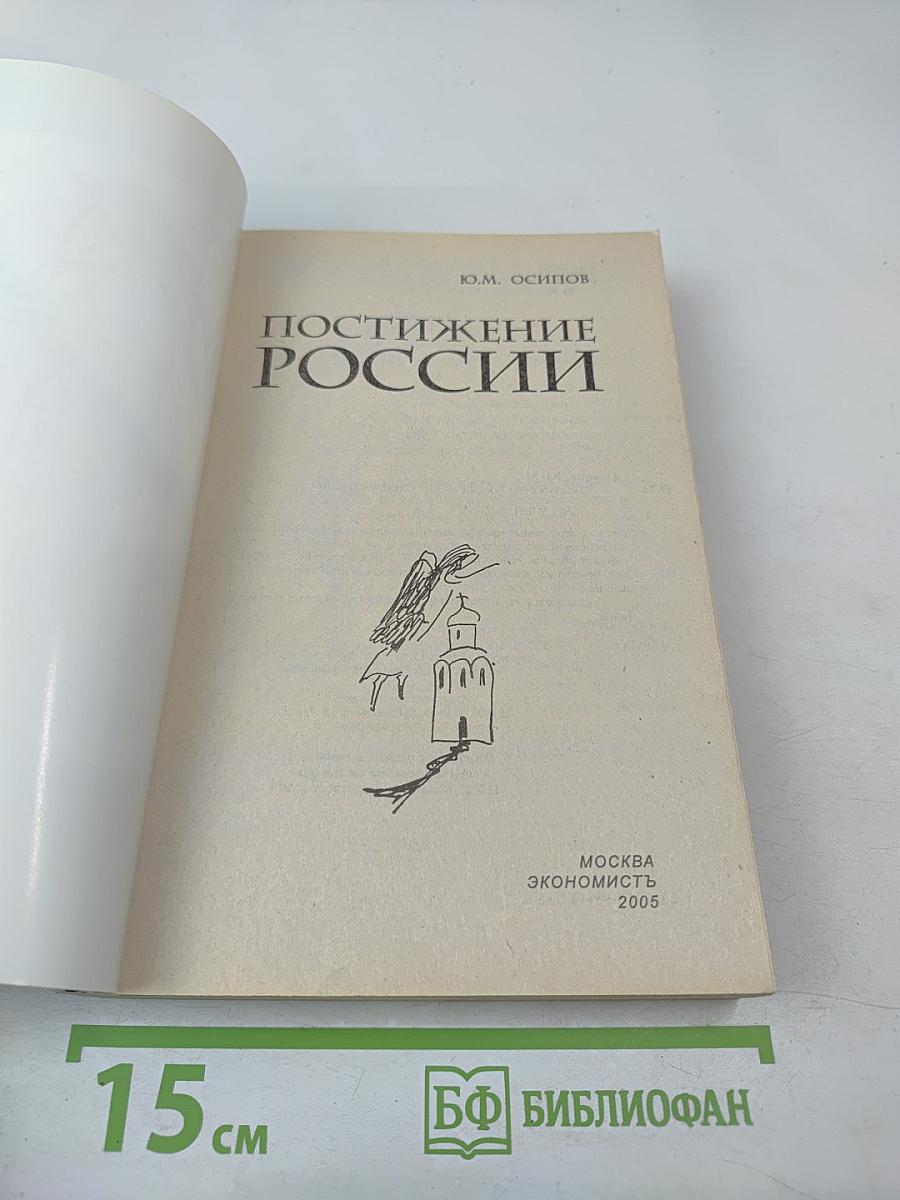 Ю.М. ОСИПОВ
ПОСТИЖЕНИЕ
РОССИИ
МОСКВА
ЭКОНОМИСТЪ
2005
15 см
БФ БИБЛИОФАН